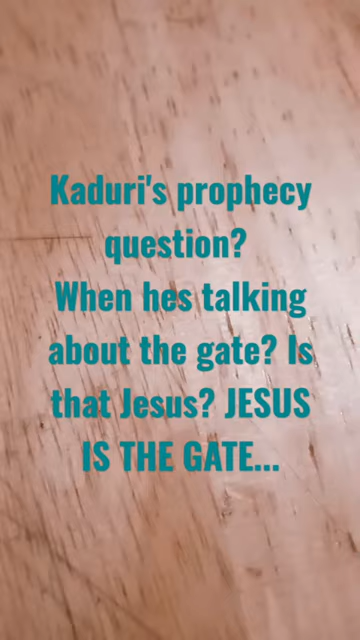 Kaduri's prophecy
question?
When hes talking
about the gate? Is
that Jesus? JESUS
IS THE GATE...